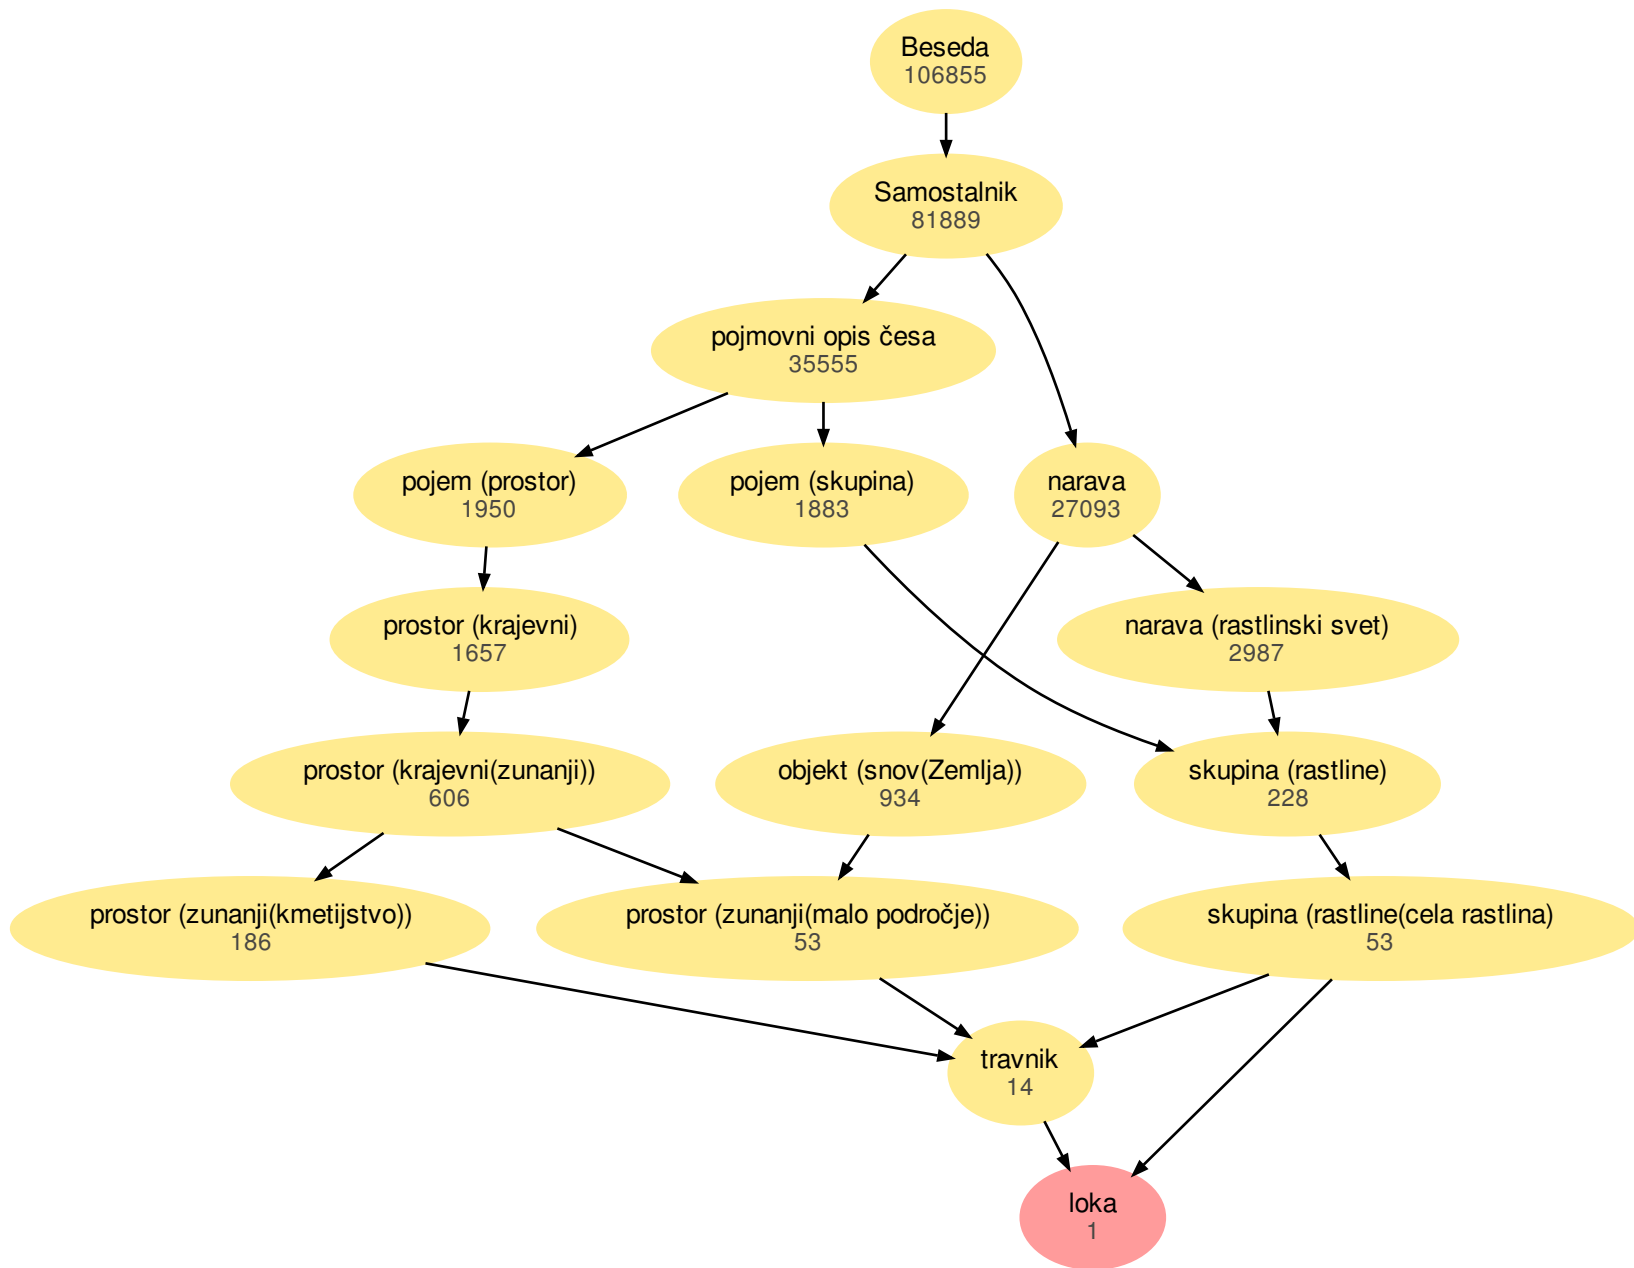 Beseda
106855
Samostalnik
81889
pojmovni opis česa
35555
pojem (prostor)
1950
pojem (skupina)
1883
narava
27093
prostor (krajevni)
1657
narava (rastlinski svet)
2987
prostor (krajevni(zunanji))
606
objekt (snov(Zemlja))
934
skupina (rastline)
228
prostor (zunanji(kmetijstvo))
186
prostor (zunanji(malo področje))
53
skupina (rastline(cela rastlina)
53
travnik
14
loka
1